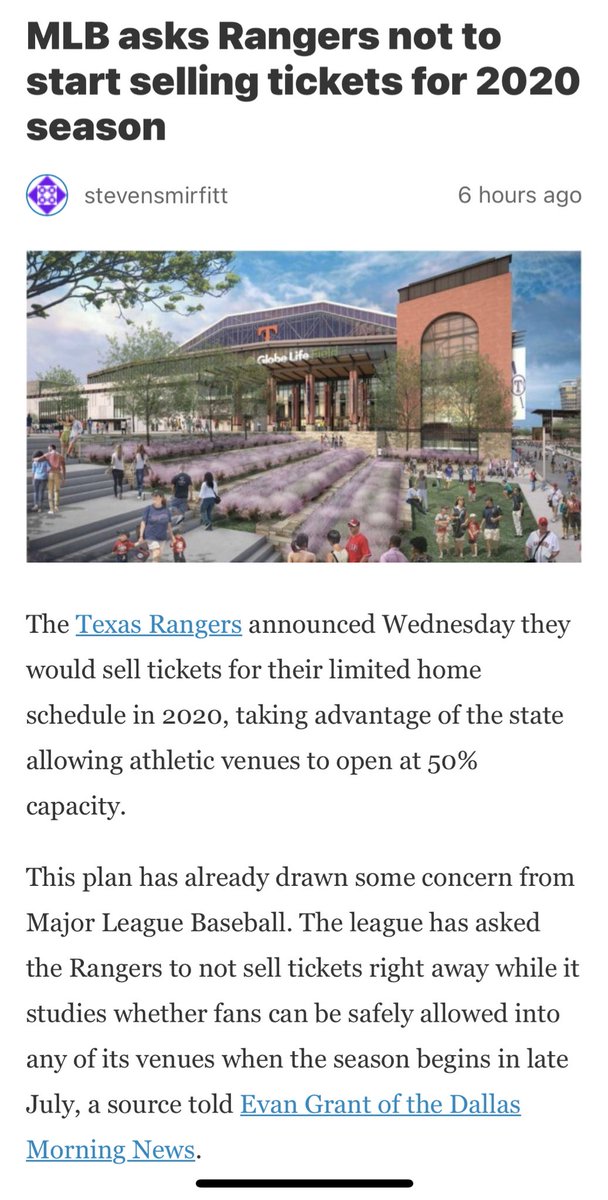 MLB asks Rangers not to
start selling tickets for 2020
season
stevensmirfitt
6 hours ago
T
Globe Life Field
T
The Texas Rangers announced Wednesday they
would sell tickets for their limited home
schedule in 2020, taking advantage of the state
allowing athletic venues to open at 50%
capacity.
This plan has already drawn some concern from
Major League Baseball. The league has asked
the Rangers to not sell tickets right away while it
studies whether fans can be safely allowed into
any of its venues when the season begins in late
July, a source told Evan Grant of the Dallas
Morning News.